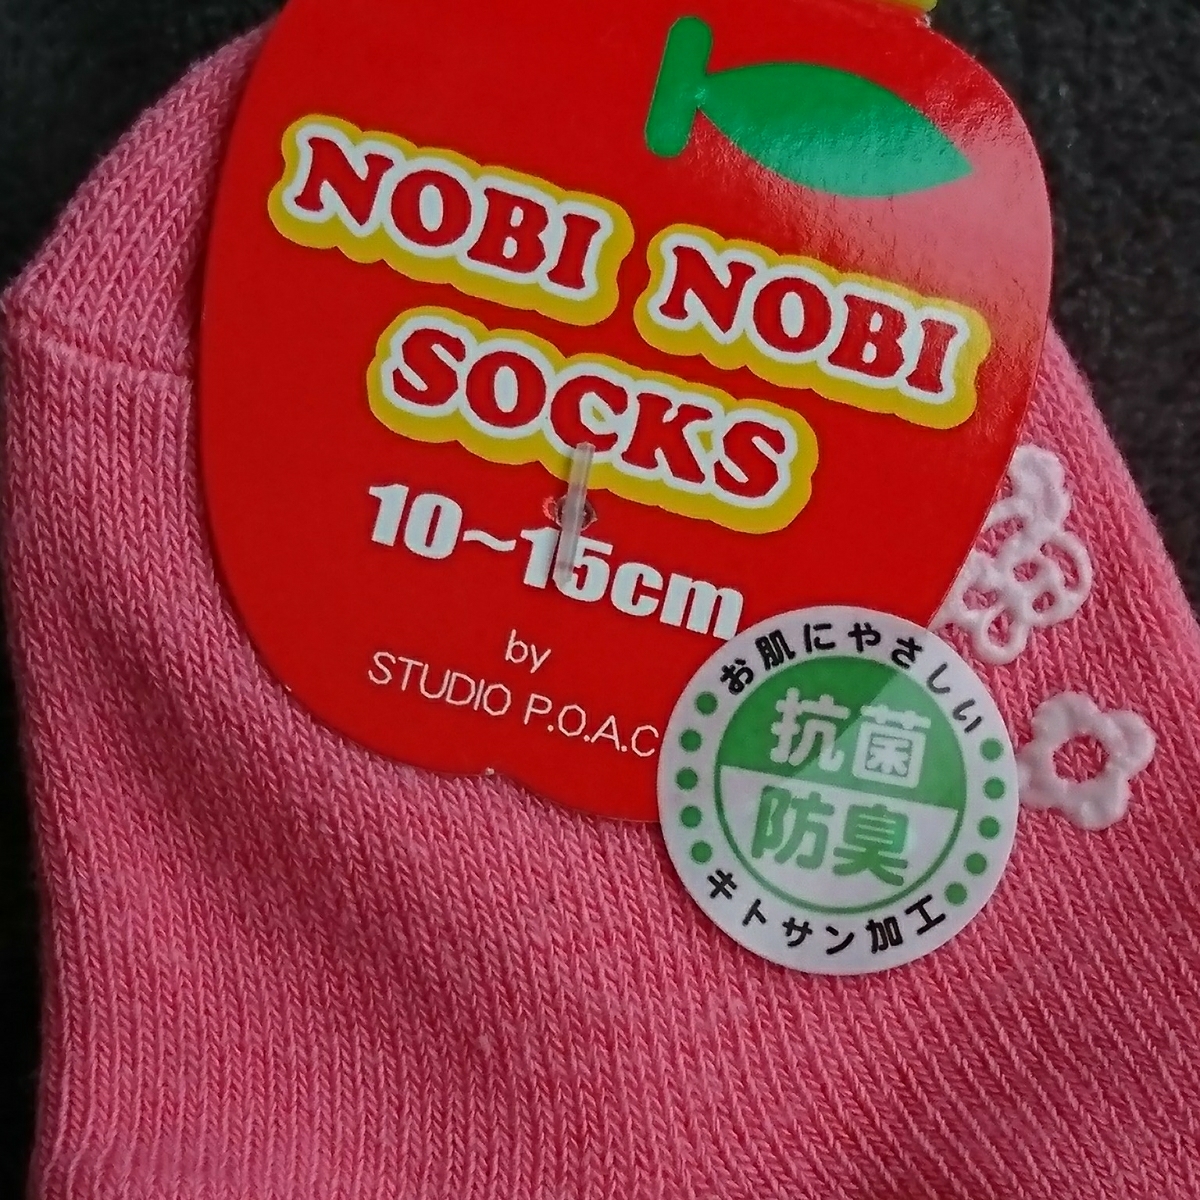 NOBI NOBI
SOCKS
10~15cm
by
STUDIO P.O.A.C
お肌にやさしい
抗菌
防臭
キトサン加工